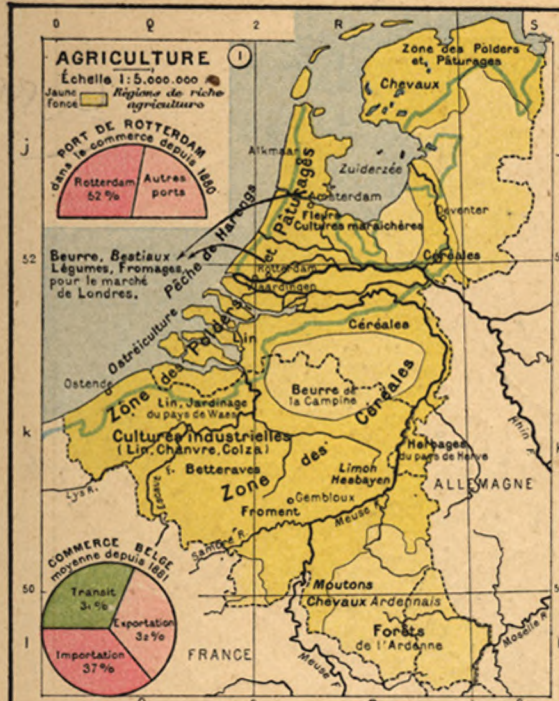 O Q 2 R S
AGRICULTURE
1
Échelle 1:5.000.000
Jaune foncé
Régions de riche
agriculture
PORT DE ROTTERDAM
dans le commerce depuis 1880
Rotterdam
62 %
Autres
ports
j
Zone des Polders
et Pâturages
Chevaux
Alkmaar
Zuiderzée
Amsterdam
Fleurs
Cultures maraichères
Deventer
Pêche de Harengs
Beurre, Bestiaux
Légumes, Fromages
pour le marché
de Londres.
Rotterdam
Vlaardingen
Céréales
52
Zone des Polders et Pâturages
Ostréiculture
Lin
Céréales
Ostende
Lin, Jardinage
du pays de Waes
Beurre de
la Campine
Céréales
Rhin F.
k
k
Cultures industrielles
(Lin, Chanvre, Colza)
Betteraves
Zone des
Limon
Hesbayen
Herbages
du pays de Herve
ALLEMAGNE
Lys R.
Gembloux
Froment
Sambre R.
Meuse
COMMERCE BELGE
moyenne depuis 1881
Transit
31 %
Exportation
32 %
Importation
37 %
50
Moutons
Chevaux Ardennais
Forêts
de l'Ardenne
Moselle R.
FRANCE
Meuse F.
l